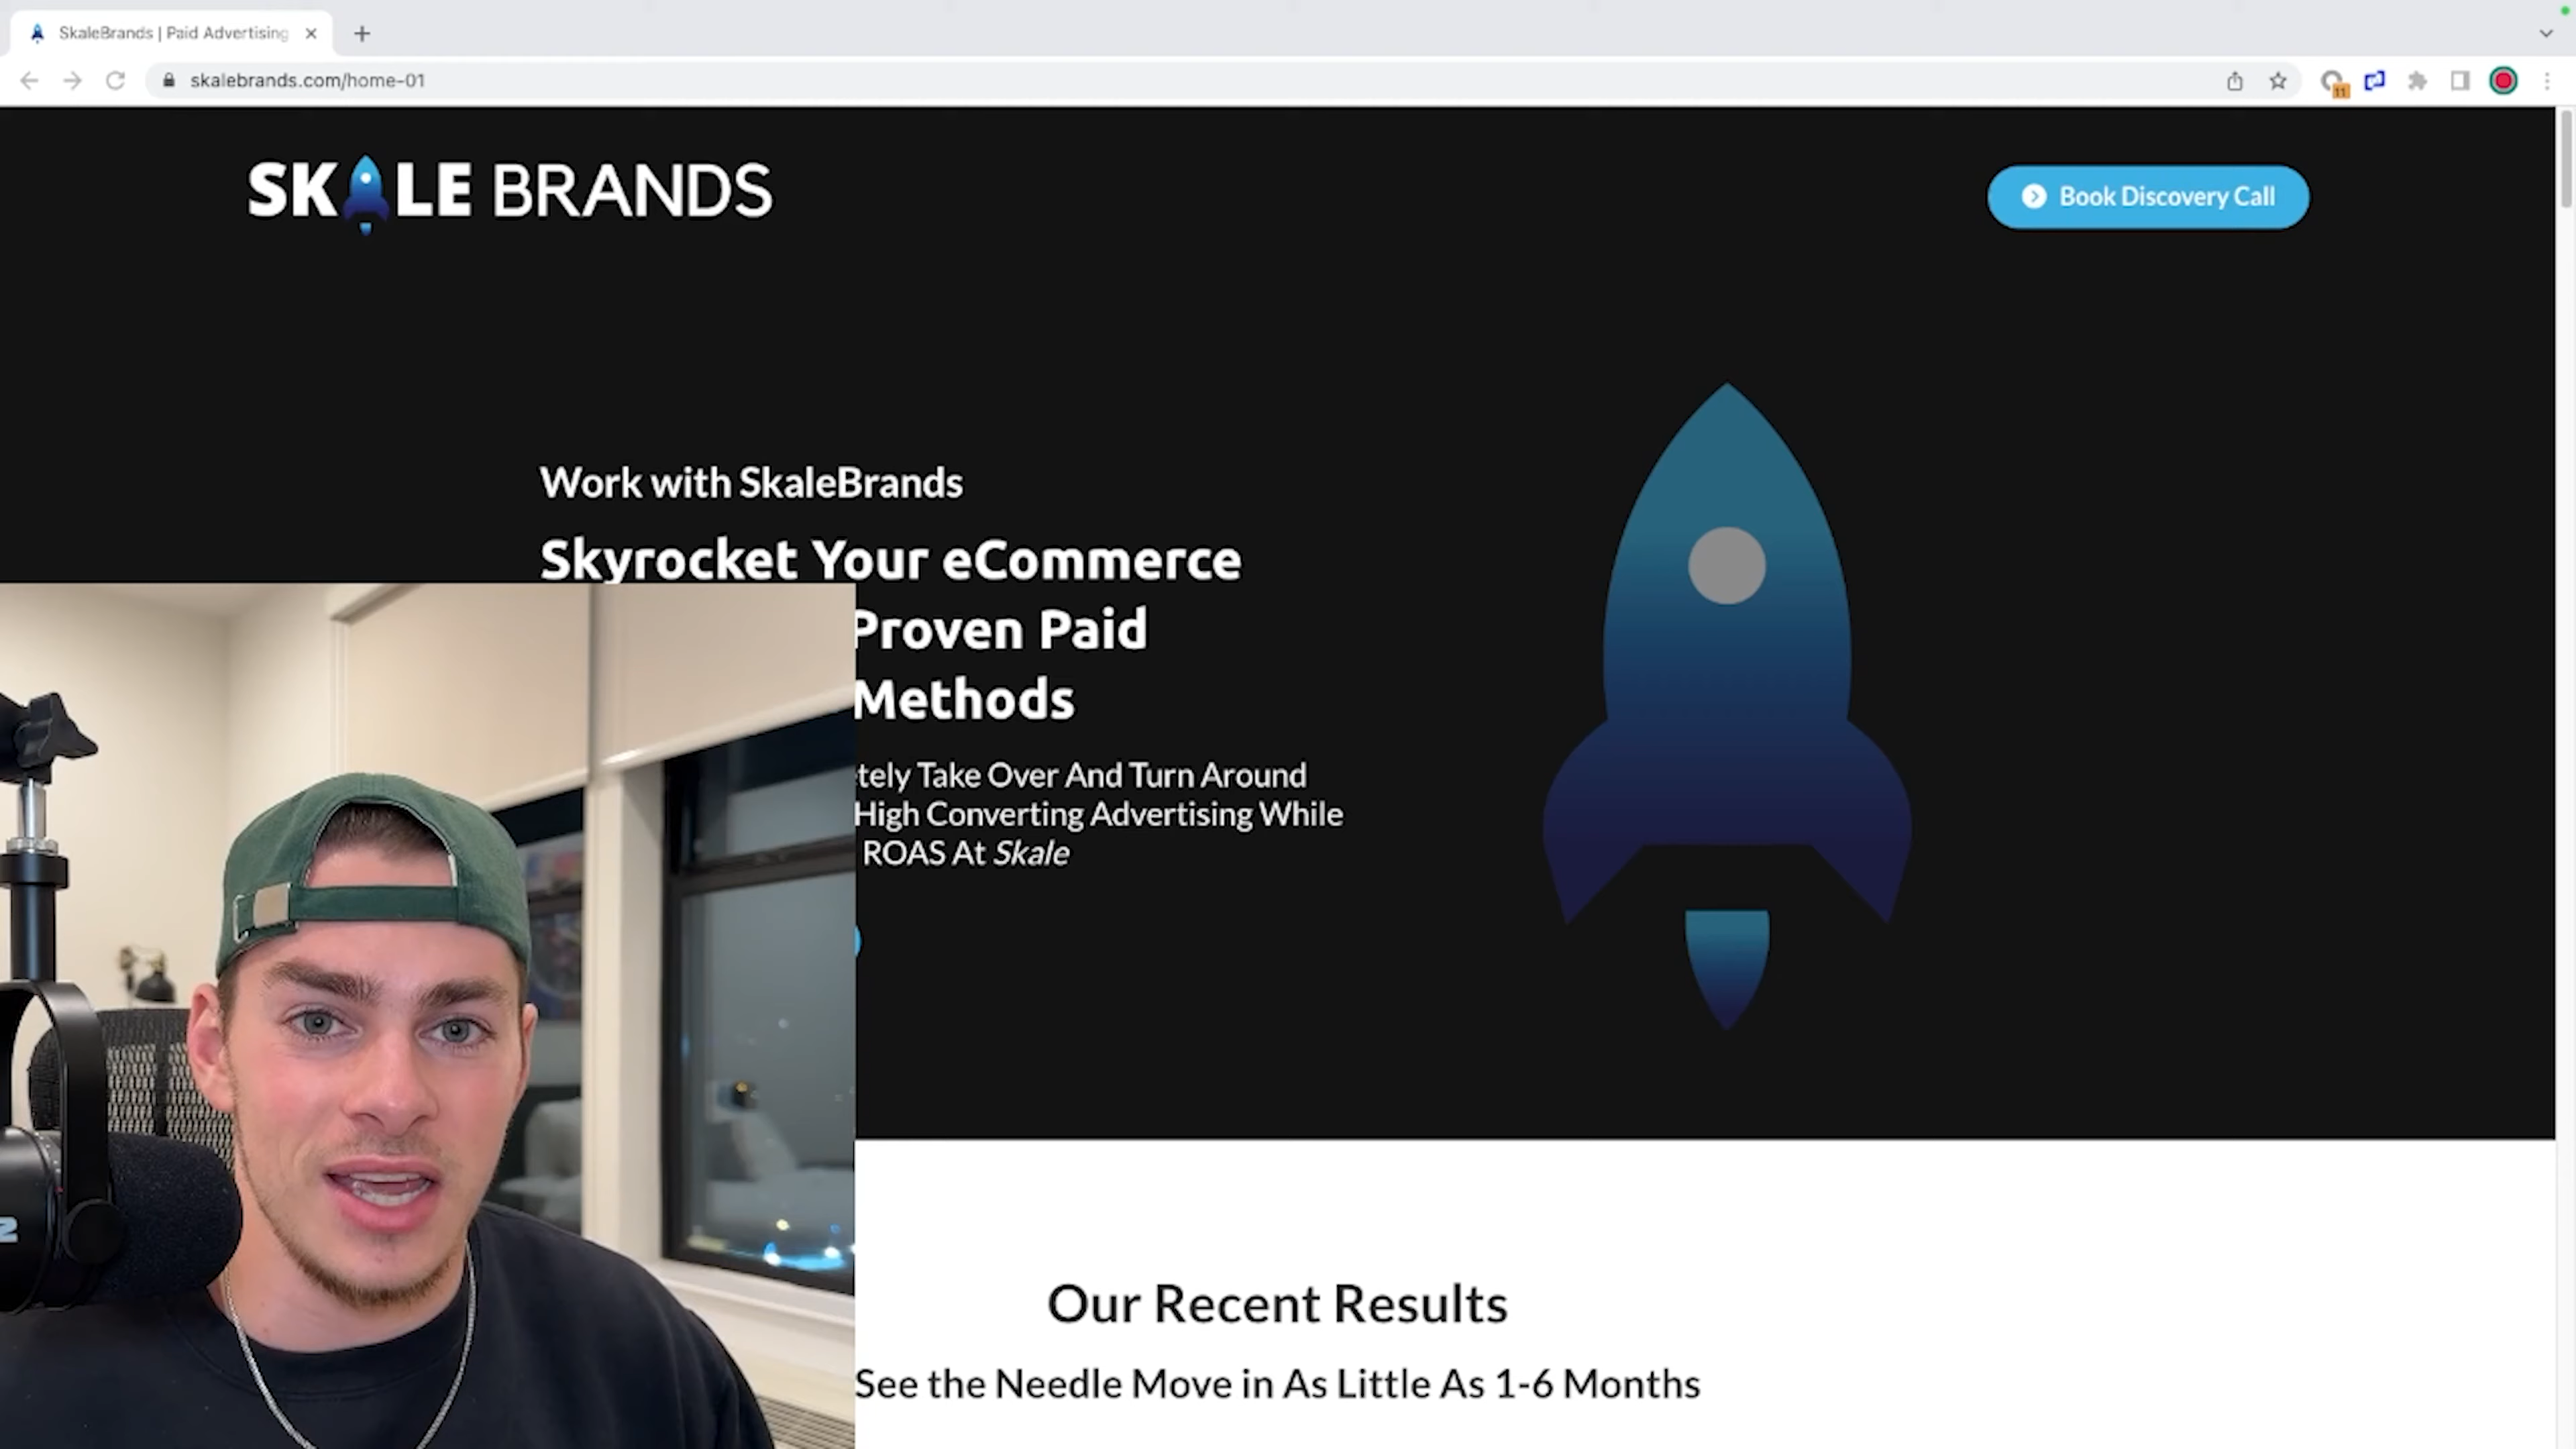 SkaleBrands | Paid Advertising
skalebrands.com/home-01
11
SKALE BRANDS
Book Discovery Call
Work with SkaleBrands
Skyrocket Your eCommerce
Proven Paid
Methods
tely Take Over And Turn Around
High Converting Advertising While
ROAS At Skale
Our Recent Results
See the Needle Move in As Little As 1-6 Months